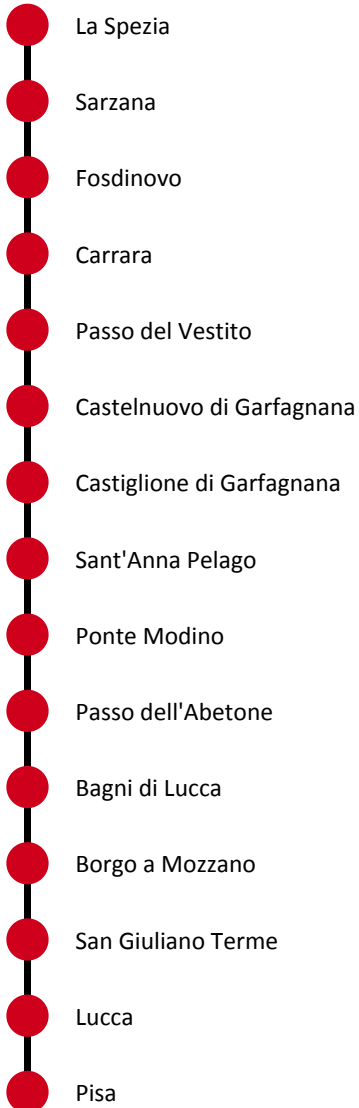 La Spezia
Sarzana
Fosdinovo
Carrara
Passo del Vestito
Castelnuovo di Garfagnana
Castiglione di Garfagnana
Sant'Anna Pelago
Ponte Modino
Passo dell'Abetone
Bagni di Lucca
Borgo a Mozzano
San Giuliano Terme
Lucca
Pisa